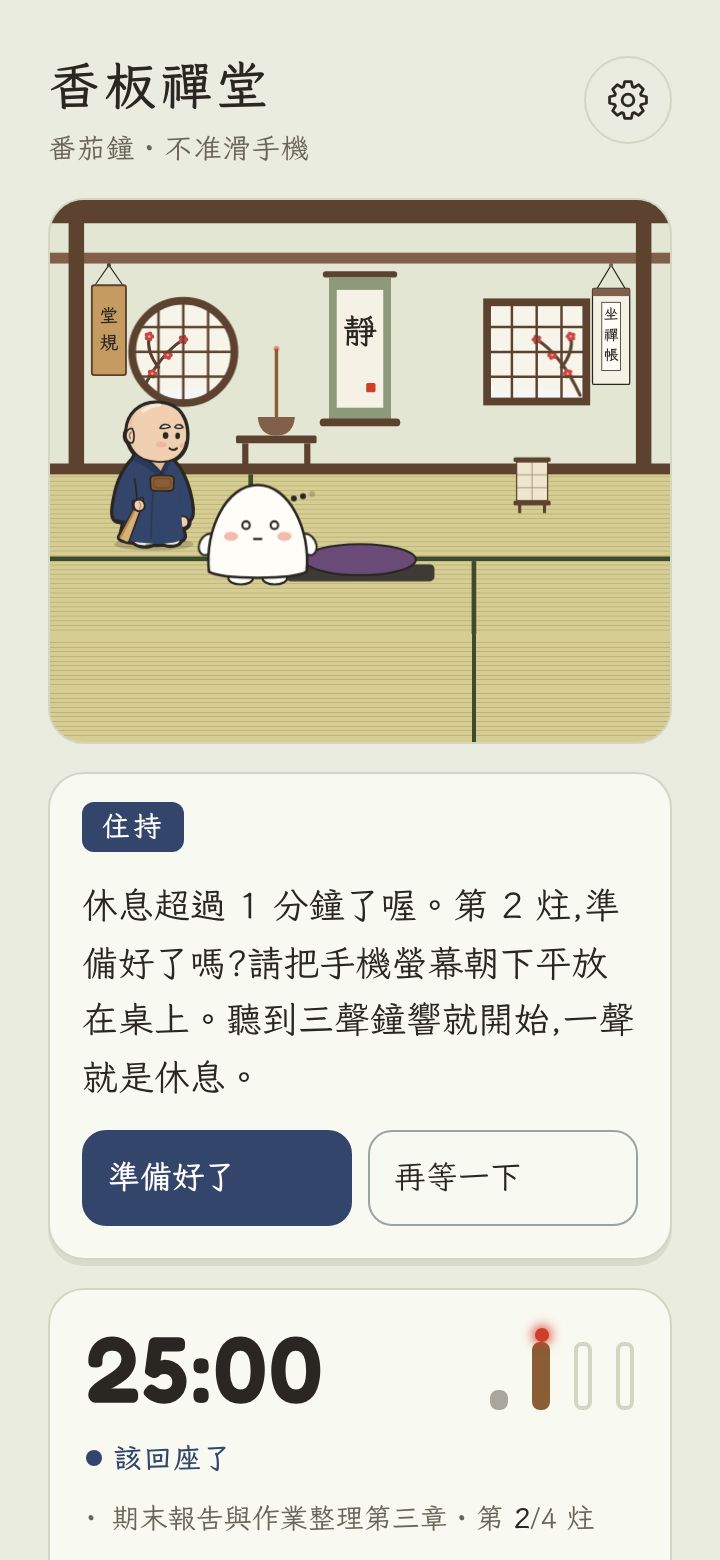 香板禪堂
番茄鐘・不准滑手機
堂規
靜
坐禪帳
住持
休息超過 1 分鐘了喔。第 2 炷,準
備好了嗎?請把手機螢幕朝下平放
在桌上。聽到三聲鐘響就開始,一聲
就是休息。
準備好了
再等一下
25:00
該回座了
・ 期末報告與作業整理第三章・第 2/4 炷